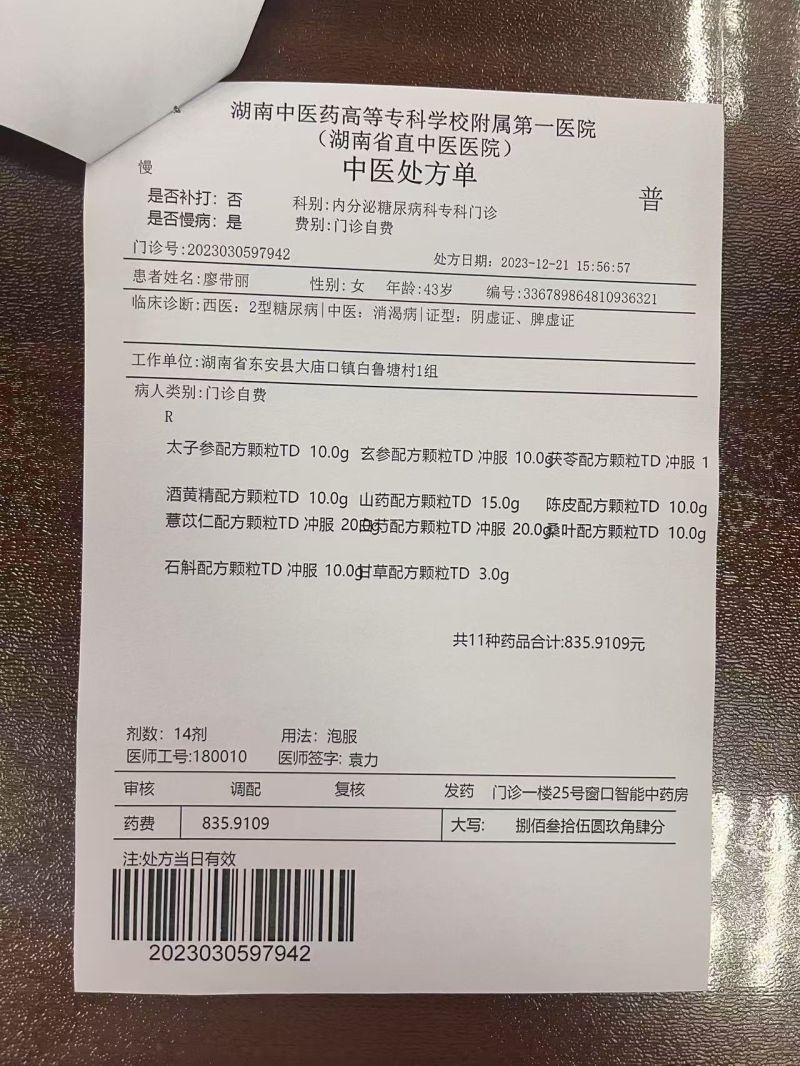 湖南中医药高等专科学校附属第一医院
（湖南省直中医医院）
慢
中医处方单
普
是否补打：否 科别:内分泌糖尿病科专科门诊
是否慢病：是 费别:门诊自费
门诊号:2023030597942 处方日期：2023-12-21 15:56:57
患者姓名:廖带丽 性别:女 年龄:43岁 编号:336789864810936321
临床诊断:西医：2型糖尿病|中医：消渴病|证型：阴虚证、脾虚证
工作单位:湖南省东安县大庙口镇白鲁塘村1组
病人类别:门诊自费
R
太子参配方颗粒TD 10.0g 玄参配方颗粒TD 冲服 10.0g茯苓配方颗粒TD 冲服 1
酒黄精配方颗粒TD 10.0g 山药配方颗粒TD 15.0g 陈皮配方颗粒TD 10.0g
薏苡仁配方颗粒TD 冲服 20.0g白芍配方颗粒TD 冲服 20.0g桑叶配方颗粒TD 10.0g
石斛配方颗粒TD 冲服 10.0g甘草配方颗粒TD 3.0g
共11种药品合计:835.9109元
剂数：14剂 用法：泡服
医师工号:180010 医师签字:袁力
审核 调配 复核 发药 门诊一楼25号窗口智能中药房
药费 835.9109 大写: 捌佰叁拾伍圆玖角肆分
注:处方当日有效
2023030597942